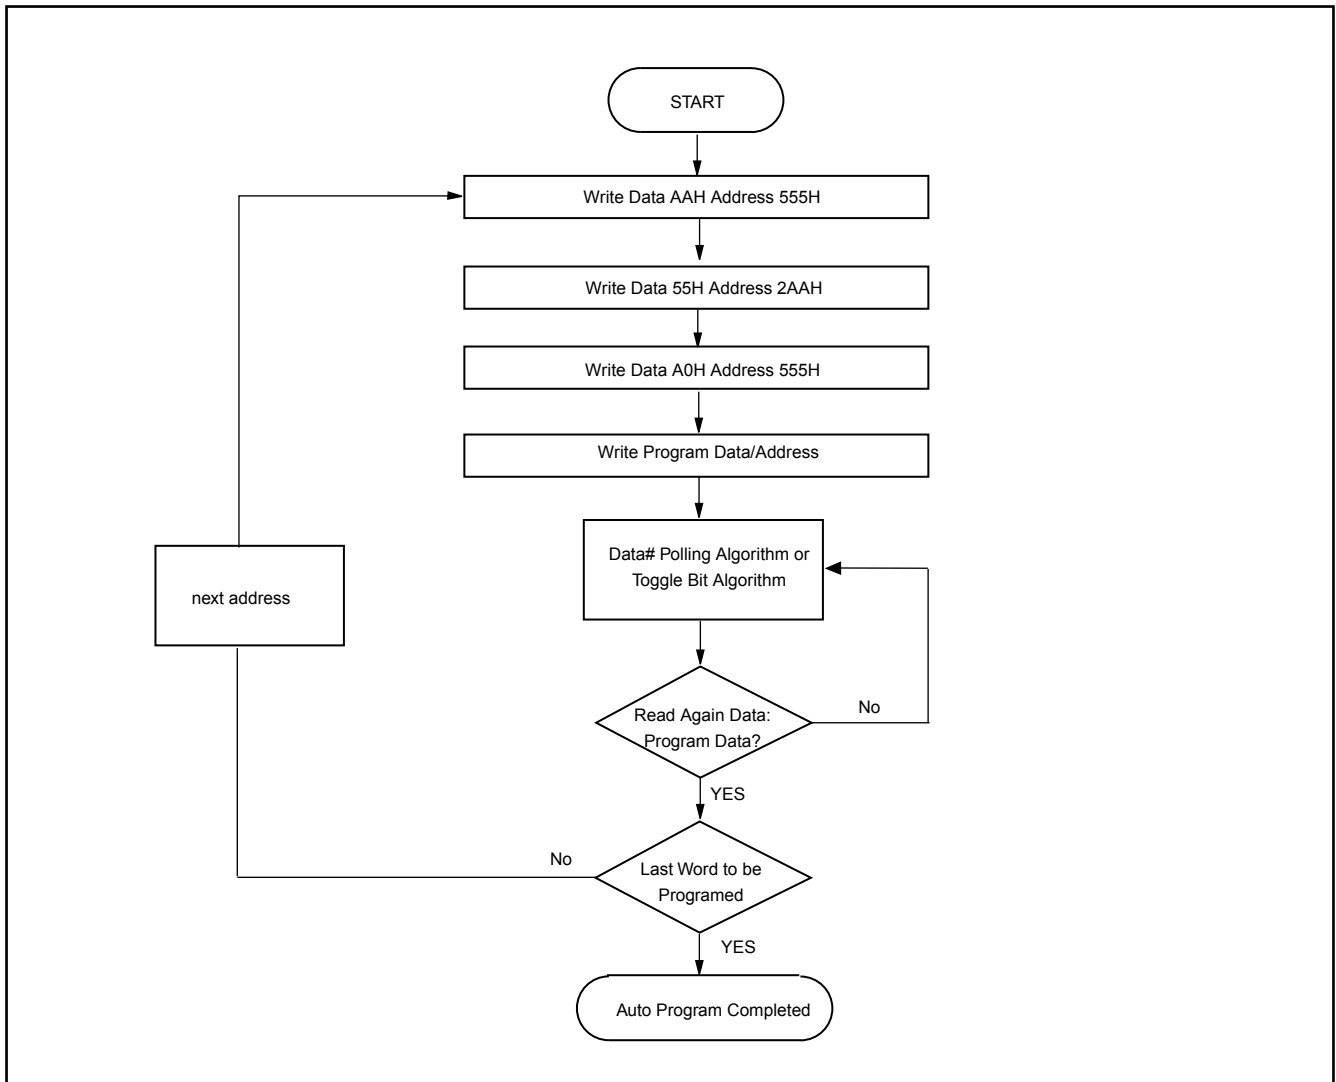 START
Write Data AAH Address 555H
Write Data 55H Address 2AAH
Write Data A0H Address 555H
Write Program Data/Address
Data# Polling Algorithm or
Toggle Bit Algorithm
next address
Read Again Data:
Program Data?
No
YES
No
Last Word to be
Programed
YES
Auto Program Completed